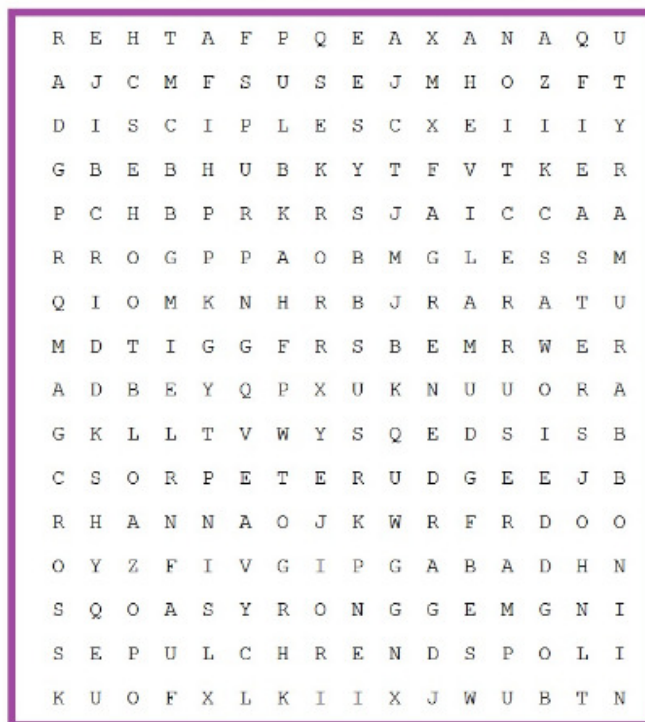 R E H T A F P Q E A X A N A Q U
A J C M F S U S E J M H O Z F T
D I S C I P L E S C X E I I I Y
G B E B H U B K Y T F V T K E R
P C H B P R K R S J A I C C A A
R R O G P P A O B M G L E S S M
Q I O M K N H R B J R A R A T U
M D T I G G F R S B E M R W E R
A D B E Y Q P X U K N U U O R A
G K L L T V W Y S Q E D S I S B
C S O R P E T E R U D G E E J B
R H A N N A O J K W R F R D O O
O Y Z F I V G I P G A B A D H N
S Q O A S Y R O N G G E M G N I
S E P U L C H R E N D S P O L I
K U O F X L K I I X J W U B T N